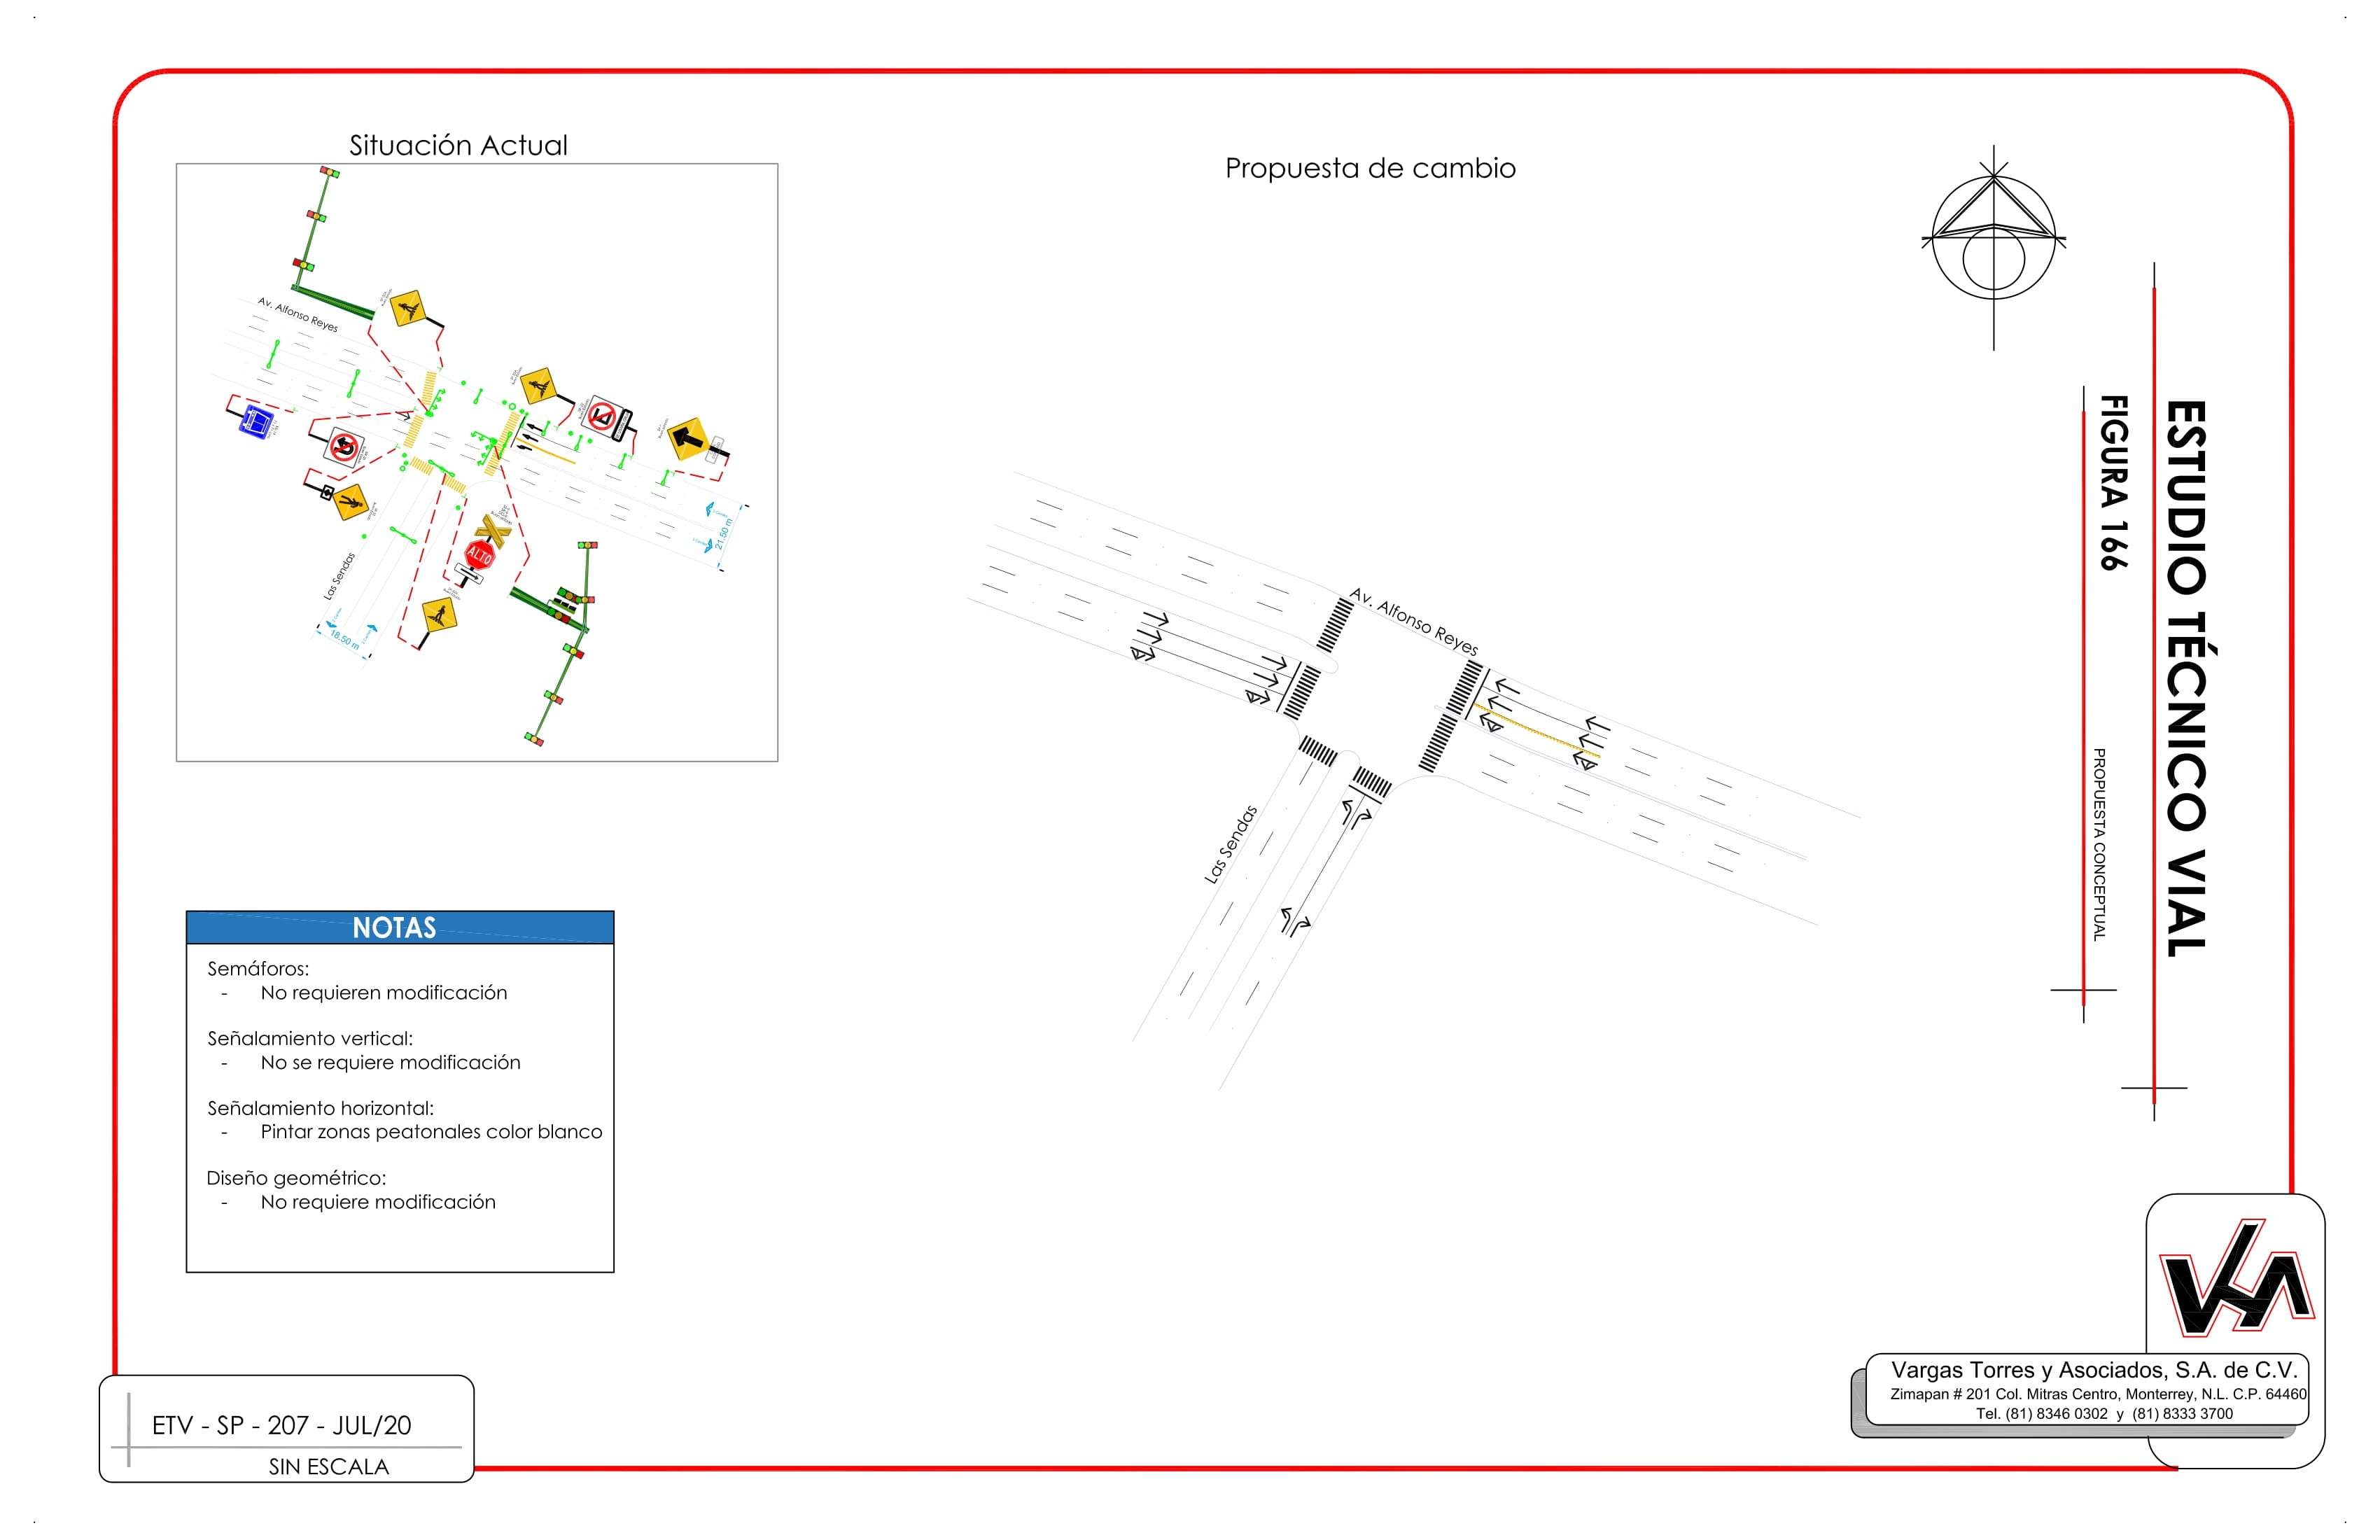 Situación Actual
Propuesta de cambio
Av. Alfonso Reyes
Las Sendas
ALTO
21.50 m
18.50 m
Av. Alfonso Reyes
Las Sendas
NOTAS
Semáforos:
- No requieren modificación
Señalamiento vertical:
- No se requiere modificación
Señalamiento horizontal:
- Pintar zonas peatonales color blanco
Diseño geométrico:
- No requiere modificación
ESTUDIO TÉCNICO VIAL
FIGURA 166
PROPUESTA CONCEPTUAL
ETV - SP - 207 - JUL/20
SIN ESCALA
Vargas Torres y Asociados, S.A. de C.V.
Zimapan # 201 Col. Mitras Centro, Monterrey, N.L. C.P. 64460
Tel. (81) 8346 0302 y (81) 8333 3700